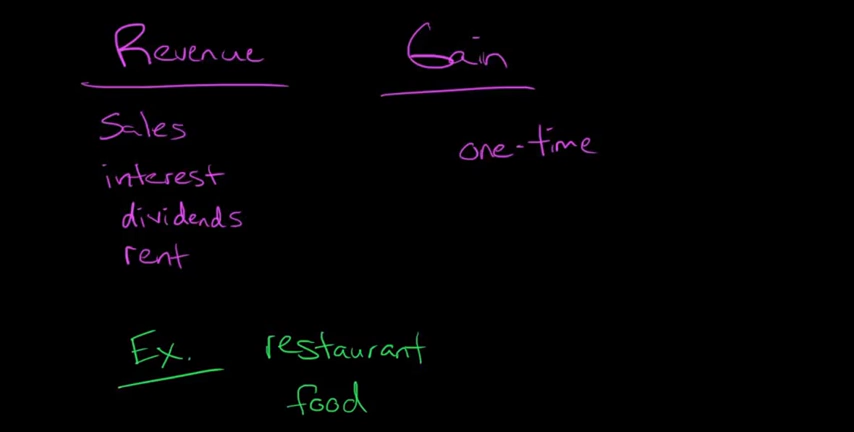 Revenue
Gain
Sales
one-time
interest
dividends
rent
Ex. restaurant
food